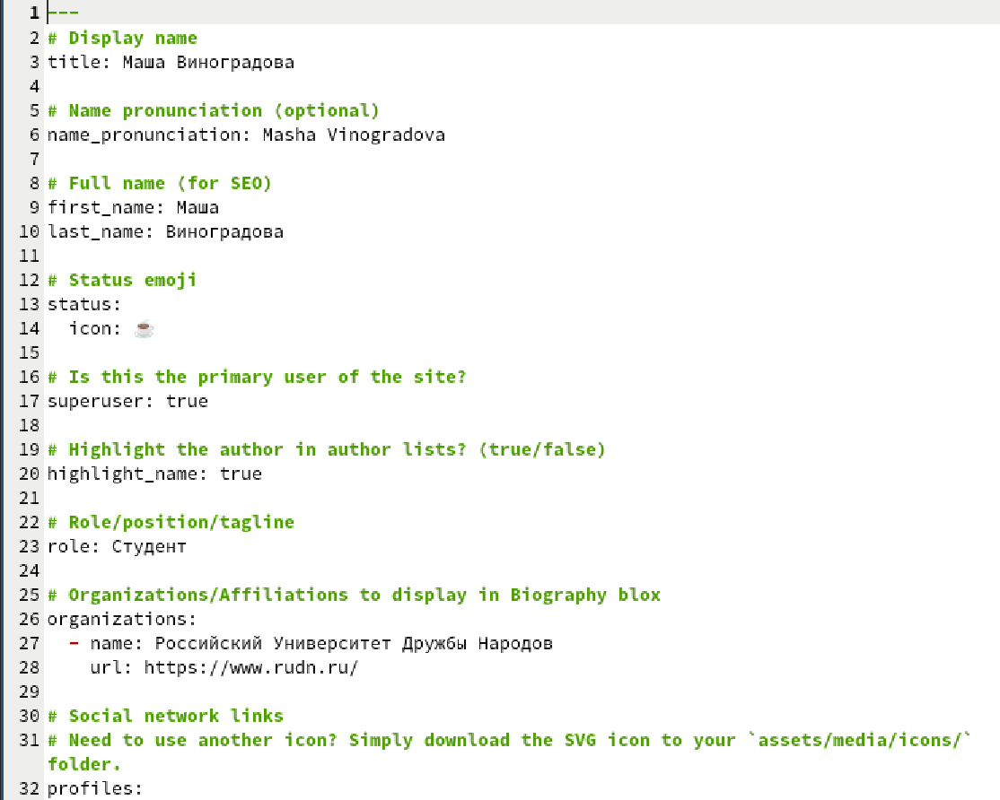 1 ---
2 # Display name
3 title: Маша Виноградова
4
5 # Name pronunciation (optional)
6 name_pronunciation: Masha Vinogradova
7
8 # Full name (for SEO)
9 first_name: Маша
10 last_name: Виноградова
11
12 # Status emoji
13 status:
14   icon: ☕️
15
16 # Is this the primary user of the site?
17 superuser: true
18
19 # Highlight the author in author lists? (true/false)
20 highlight_name: true
21
22 # Role/position/tagline
23 role: Студент
24
25 # Organizations/Affiliations to display in Biography blox
26 organizations:
27   - name: Российский Университет Дружбы Народов
28     url: https://www.rudn.ru/
29
30 # Social network links
31 # Need to use another icon? Simply download the SVG icon to your `assets/media/icons/`
folder.
32 profiles: